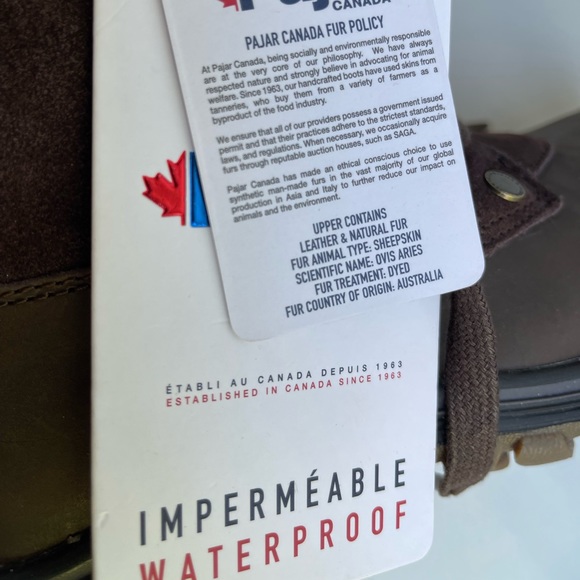 Pajar
CANADA
PAJAR CANADA FUR POLICY
At Pajar Canada, being socially and environmentally responsible
are at the very core of our philosophy. We have always
respected nature and strongly believe in advocating for animal
welfare. Since 1963, our handcrafted boots have used skins from
tanneries, who buy them from a variety of farmers as a
byproduct of the food industry.
We ensure that all of our providers possess a government issued
permit and that their practices adhere to the strictest standards,
laws, and regulations. When necessary, we occasionally acquire
furs through reputable auction houses, such as SAGA.
Pajar Canada has made an ethical conscious choice to use
synthetic man-made furs in the vast majority of our global
production in Asia and Italy to further reduce our impact on
animals and the environment.
UPPER CONTAINS
LEATHER & NATURAL FUR
FUR ANIMAL TYPE: SHEEPSKIN
SCIENTIFIC NAME: OVIS ARIES
FUR TREATMENT: DYED
FUR COUNTRY OF ORIGIN: AUSTRALIA
ÉTABLI AU CANADA DEPUIS 1963
ESTABLISHED IN CANADA SINCE 1963
IMPERMÉABLE
WATERPROOF